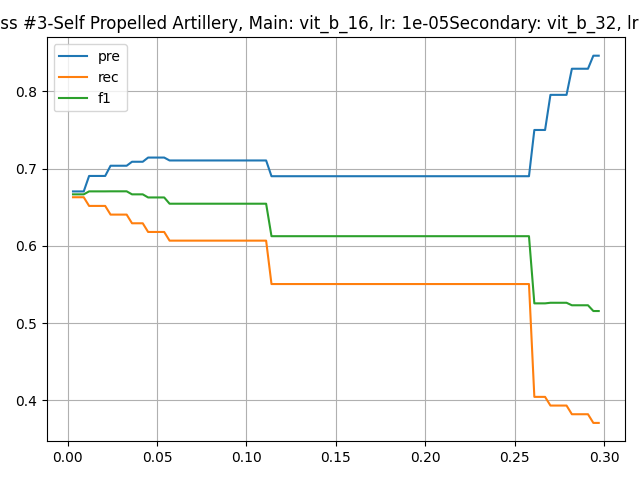 ss #3-Self Propelled Artillery, Main: vit_b_16, lr: 1e-05Secondary: vit_b_32, lr
pre
rec
f1
0.8
0.7
0.6
0.5
0.4
0.00 0.05 0.10 0.15 0.20 0.25 0.30